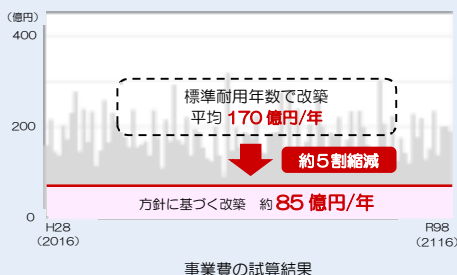 （億円）
400
標準耐用年数で改築
平均 170 億円/年
200
約5割縮減
方針に基づく改築 約 85 億円/年
0
H28
R98
（2016）
（2116）
事業費の試算結果